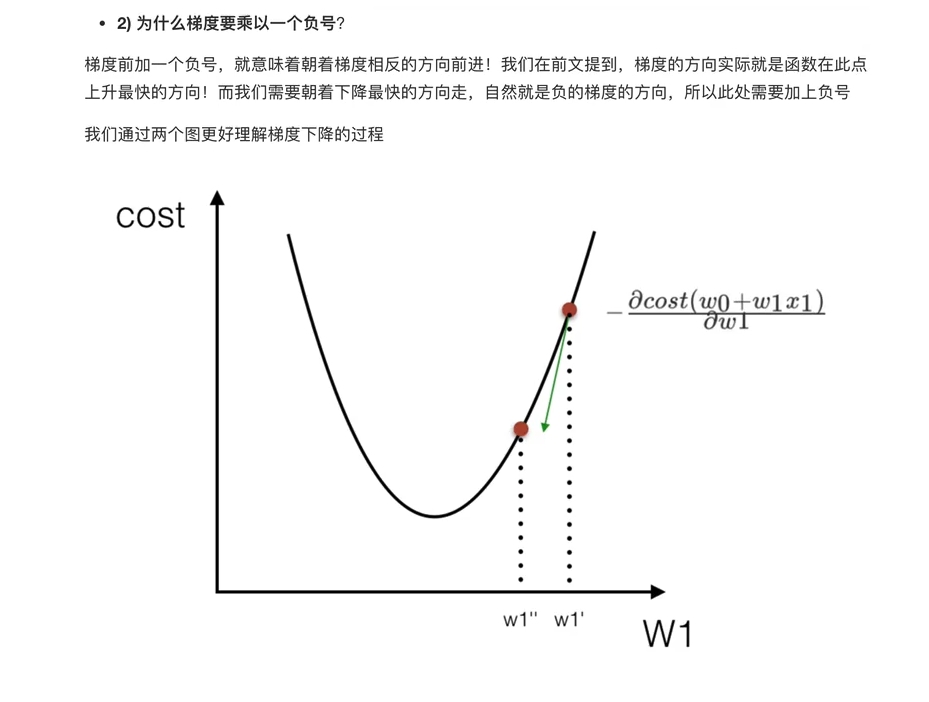 • 2) 为什么梯度要乘以一个负号?
梯度前加一个负号，就意味着朝着梯度相反的方向前进！我们在前文提到，梯度的方向实际就是函数在此点
上升最快的方向！而我们需要朝着下降最快的方向走，自然就是负的梯度的方向，所以此处需要加上负号
我们通过两个图更好理解梯度下降的过程
cost
−∂cost(w0+w1x1)
∂w1
w1'' w1'
W1